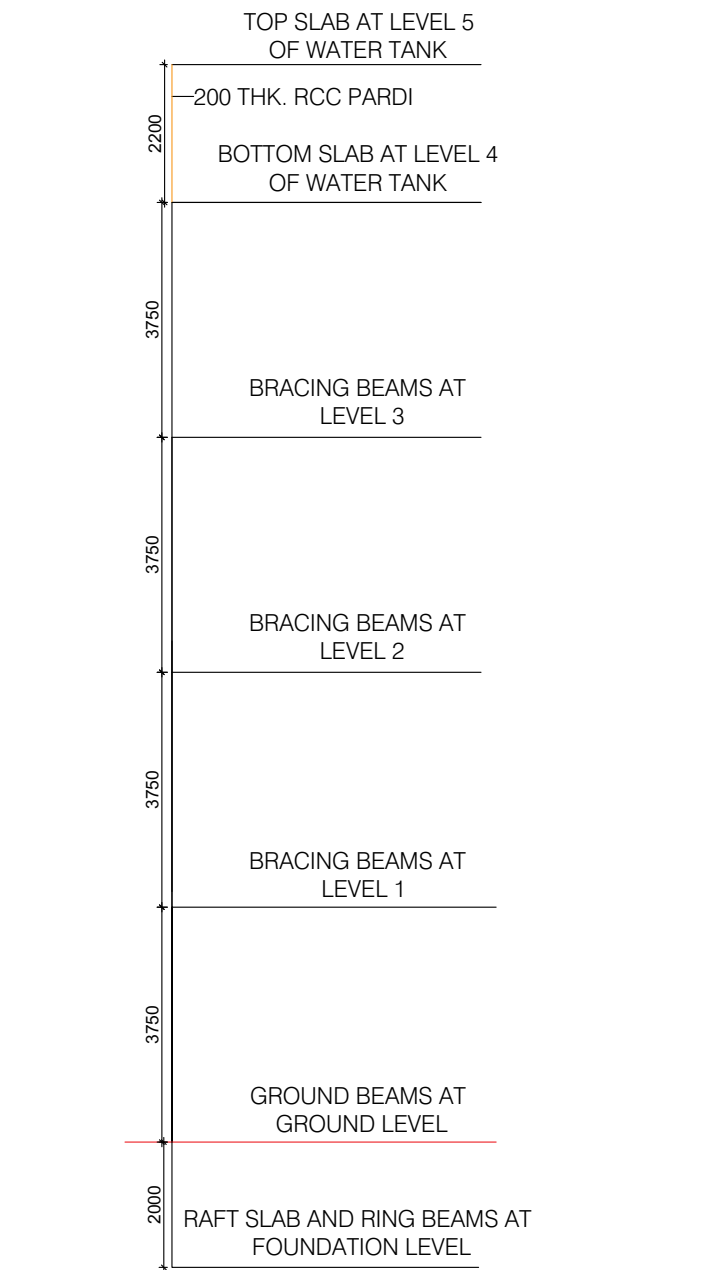 TOP SLAB AT LEVEL 5
OF WATER TANK
200 THK. RCC PARDI
2200
BOTTOM SLAB AT LEVEL 4
OF WATER TANK
3750
BRACING BEAMS AT
LEVEL 3
3750
BRACING BEAMS AT
LEVEL 2
3750
BRACING BEAMS AT
LEVEL 1
3750
GROUND BEAMS AT
GROUND LEVEL
2000
RAFT SLAB AND RING BEAMS AT
FOUNDATION LEVEL